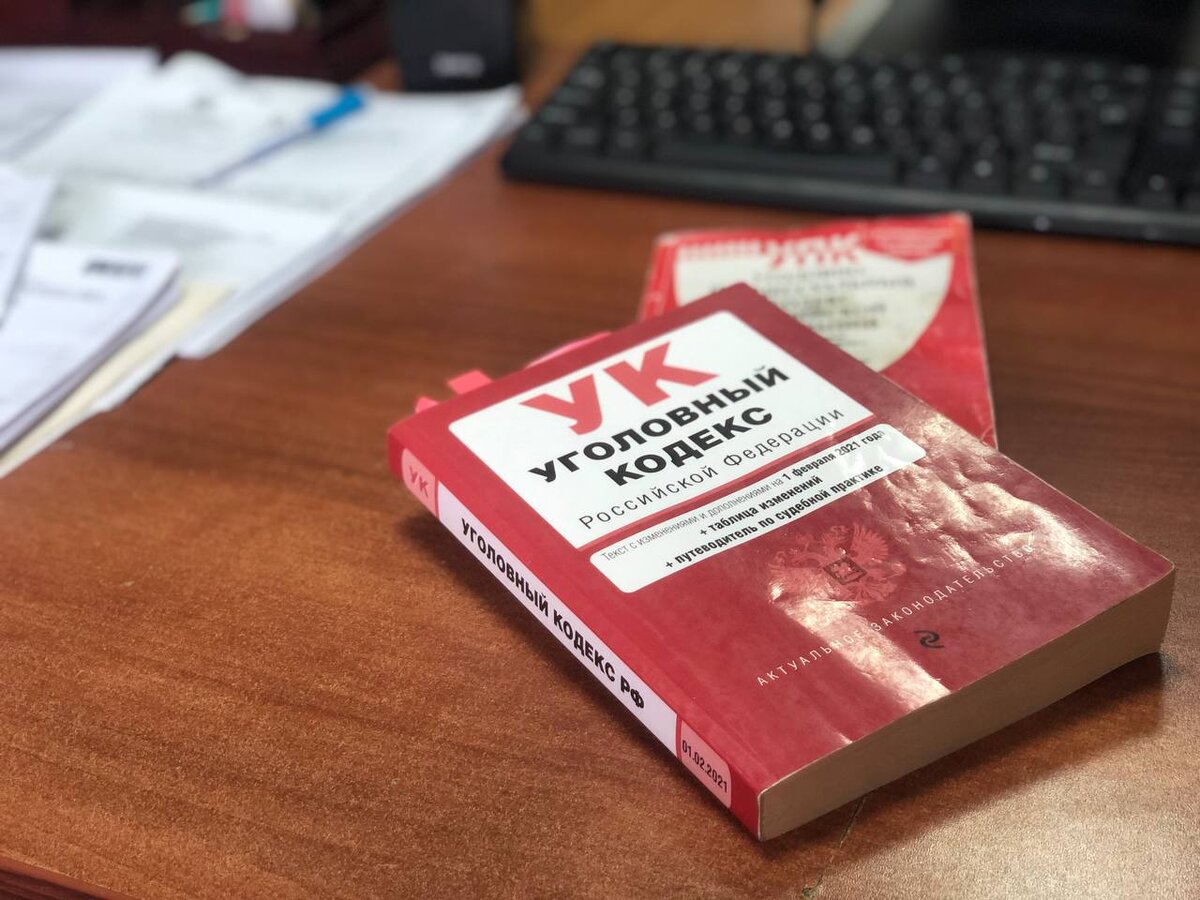 УК
УГОЛОВНЫЙ
КОДЕКС
Российской Федерации
Текст с изменениями и дополнениями на 1 февраля 2021 года
+ таблица изменений
+ путеводитель по судебной практике
АКТУАЛЬНОЕ ЗАКОНОДАТЕЛЬСТВО
УК
УГОЛОВНЫЙ КОДЕКС РФ
01.02.2021
УПК